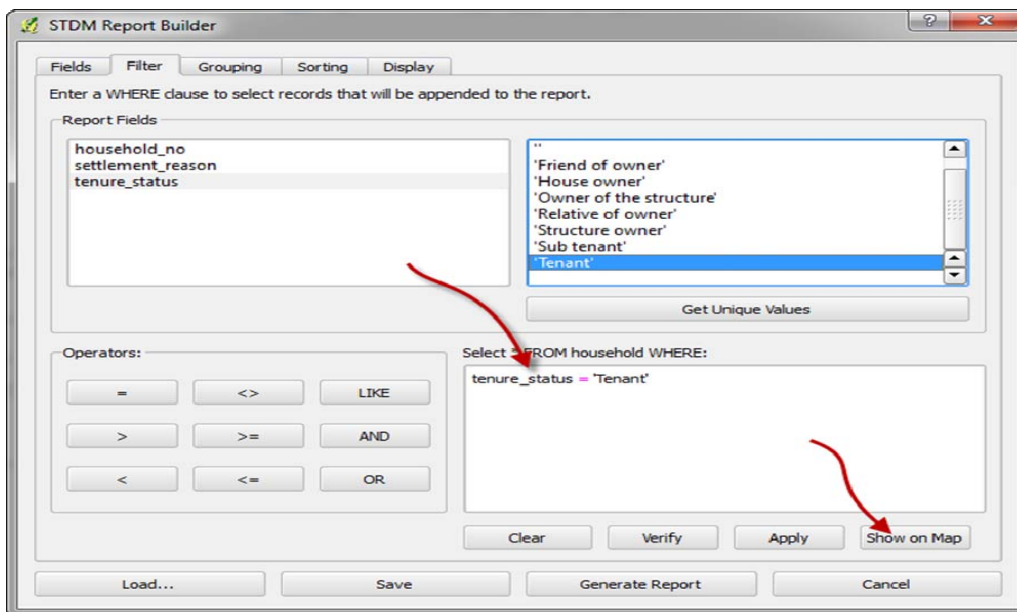 STDM Report Builder
Fields Filter Grouping Sorting Display
Enter a WHERE clause to select records that will be appended to the report.
Report Fields
household_no
settlement_reason
tenure_status
''
'Friend of owner'
'House owner'
'Owner of the structure'
'Relative of owner'
'Structure owner'
'Sub tenant'
'Tenant'
Get Unique Values
Operators:
= <> LIKE
> >= AND
< <= OR
Select * FROM household WHERE:
tenure_status = 'Tenant'
Clear Verify Apply Show on Map
Load... Save Generate Report Cancel